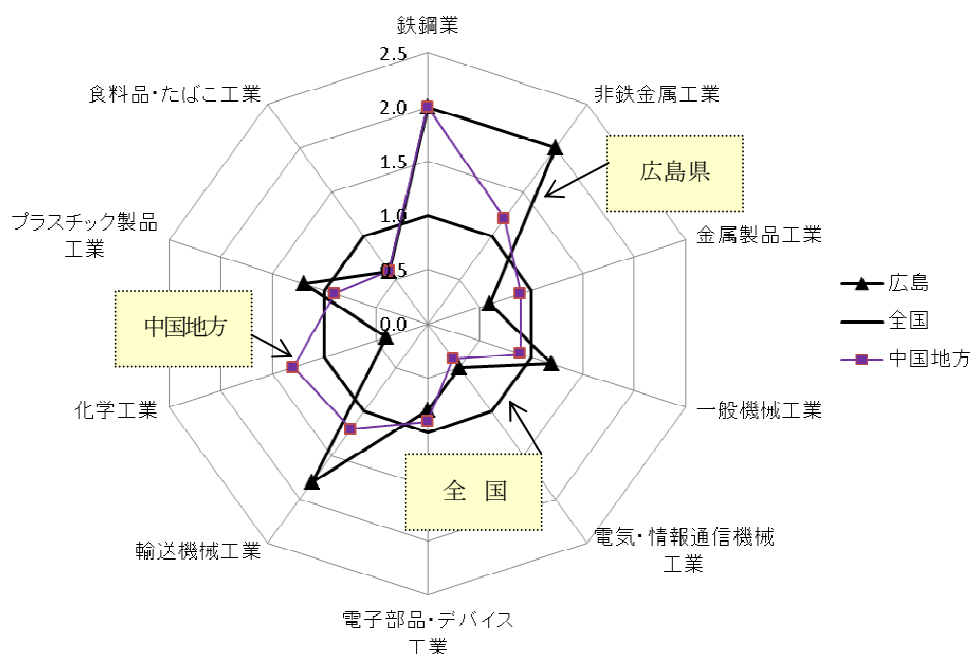 鉄鋼業
2.5
食料品・たばこ工業
非鉄金属工業
2.0
1.5
広島県
プラスチック製品
工業
1.0
金属製品工業
0.5
広島
中国地方
0.0
全国
中国地方
化学工業
一般機械工業
全 国
輸送機械工業
電気・情報通信機械
工業
電子部品・デバイス
工業